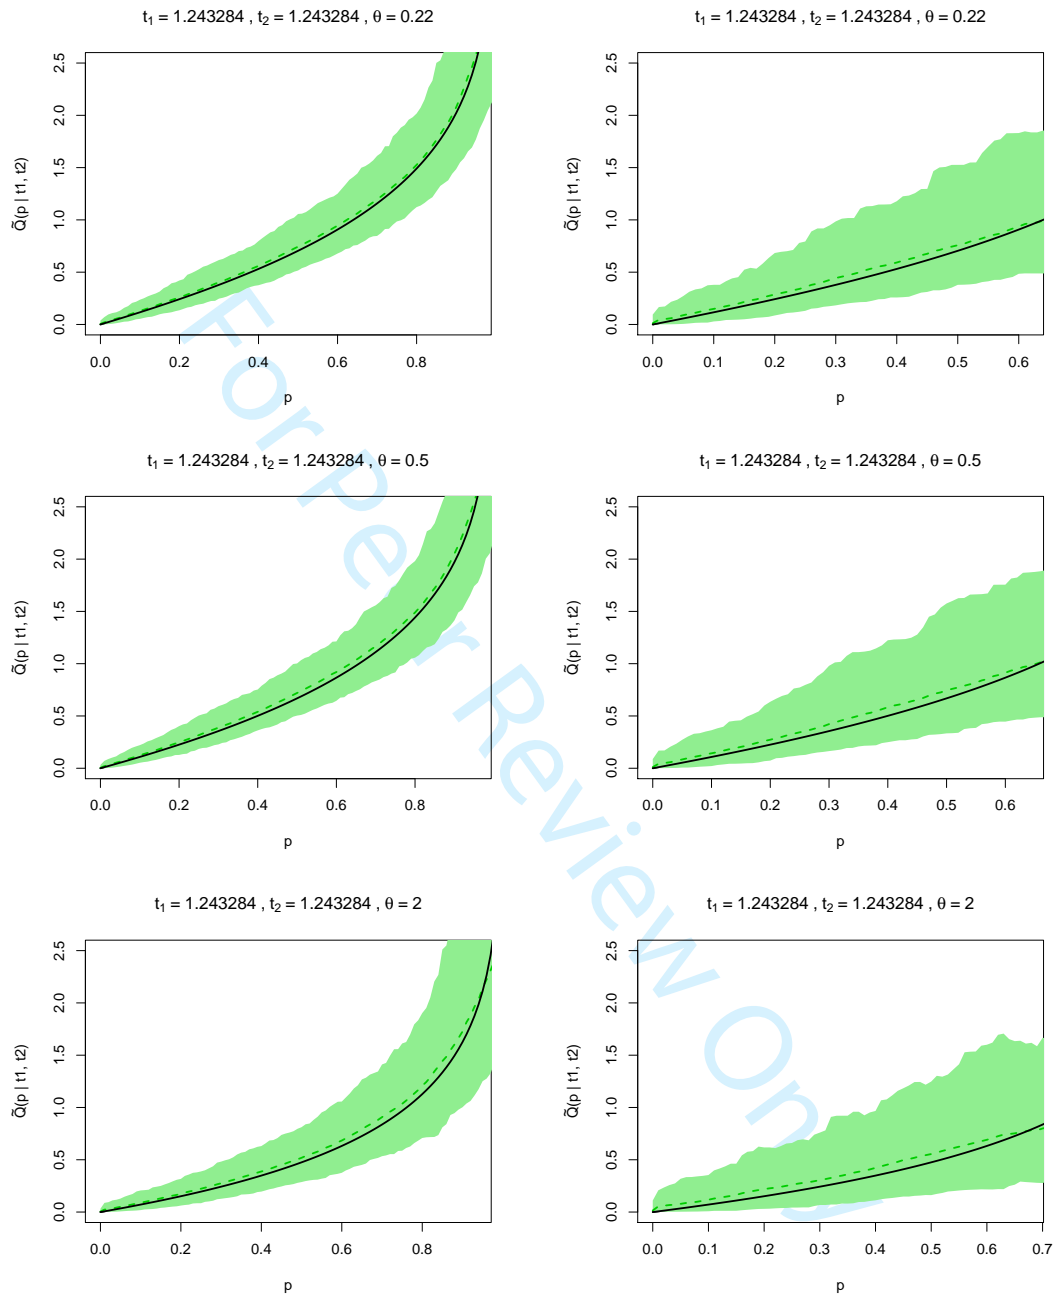 t1 = 1.243284 , t2 = 1.243284 , θ = 0.22
t1 = 1.243284 , t2 = 1.243284 , θ = 0.22
Q̃(p | t1, t2)
0.0 0.5 1.0 1.5 2.0 2.5
0.0 0.2 0.4 0.6 0.8
p
Q̃(p | t1, t2)
0.0 0.5 1.0 1.5 2.0 2.5
0.0 0.1 0.2 0.3 0.4 0.5 0.6
p
t1 = 1.243284 , t2 = 1.243284 , θ = 0.5
t1 = 1.243284 , t2 = 1.243284 , θ = 0.5
Q̃(p | t1, t2)
0.0 0.5 1.0 1.5 2.0 2.5
0.0 0.2 0.4 0.6 0.8
p
Q̃(p | t1, t2)
0.0 0.5 1.0 1.5 2.0 2.5
0.0 0.1 0.2 0.3 0.4 0.5 0.6
p
t1 = 1.243284 , t2 = 1.243284 , θ = 2
t1 = 1.243284 , t2 = 1.243284 , θ = 2
Q̃(p | t1, t2)
0.0 0.5 1.0 1.5 2.0 2.5
0.0 0.2 0.4 0.6 0.8
p
Q̃(p | t1, t2)
0.0 0.5 1.0 1.5 2.0 2.5
0.0 0.1 0.2 0.3 0.4 0.5 0.6 0.7
p
For Peer Review Only